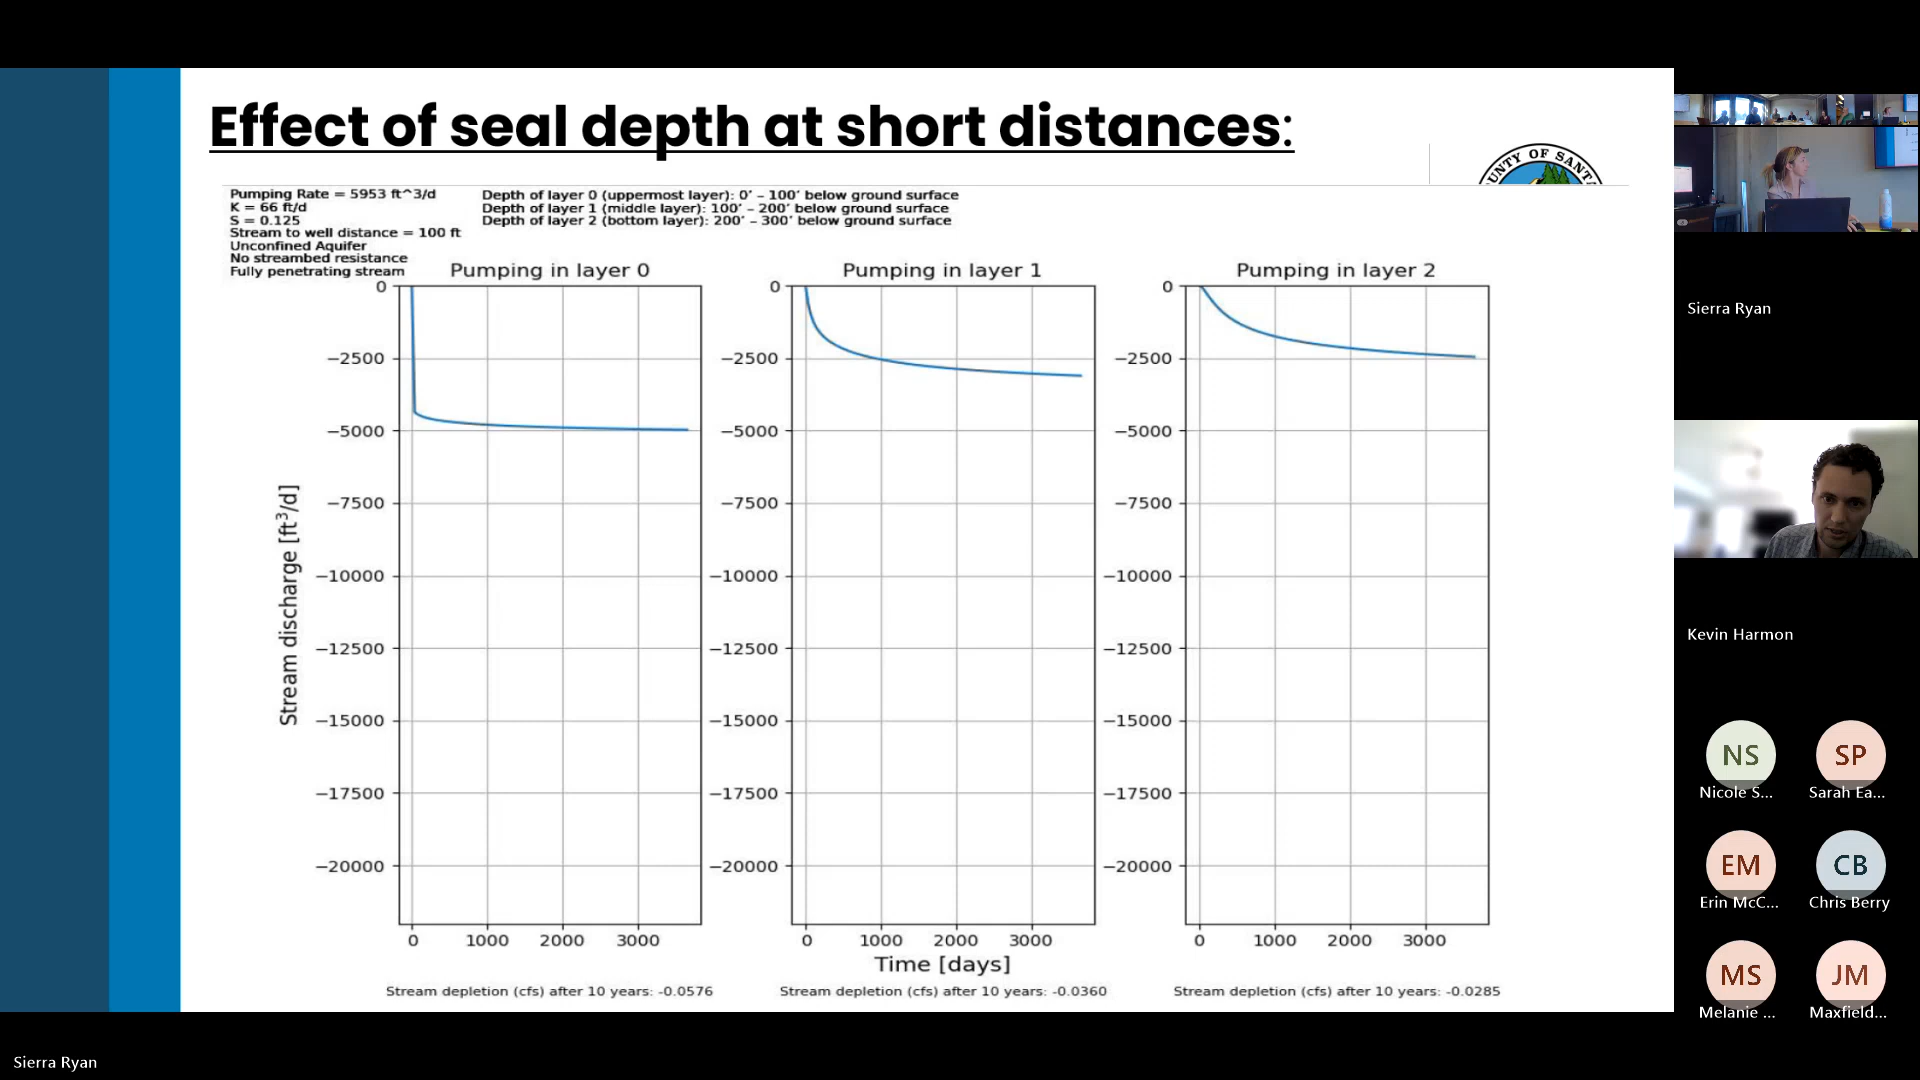 Effect of seal depth at short distances:
UNTY OF SANT
Pumping Rate = 5953 ft^3/d
K = 66 ft/d
S = 0.125
Stream to well distance = 100 ft
Unconfined Aquifer
No streambed resistance
Fully penetrating stream
Depth of layer 0 (uppermost layer): 0' – 100' below ground surface
Depth of layer 1 (middle layer): 100' – 200' below ground surface
Depth of layer 2 (bottom layer): 200' – 300' below ground surface
Stream discharge [ft³/d]
Pumping in layer 0
0
−2500
−5000
−7500
−10000
−12500
−15000
−17500
−20000
0 1000 2000 3000
Stream depletion (cfs) after 10 years: -0.0576
Pumping in layer 1
0
−2500
−5000
−7500
−10000
−12500
−15000
−17500
−20000
0 1000 2000 3000
Time [days]
Stream depletion (cfs) after 10 years: -0.0360
Pumping in layer 2
0
−2500
−5000
−7500
−10000
−12500
−15000
−17500
−20000
0 1000 2000 3000
Stream depletion (cfs) after 10 years: -0.0285
Sierra Ryan
Kevin Harmon
NS
Nicole S...
SP
Sarah Ea...
EM
Erin McC...
CB
Chris Berry
MS
Melanie ...
JM
Maxfield...
Sierra Ryan